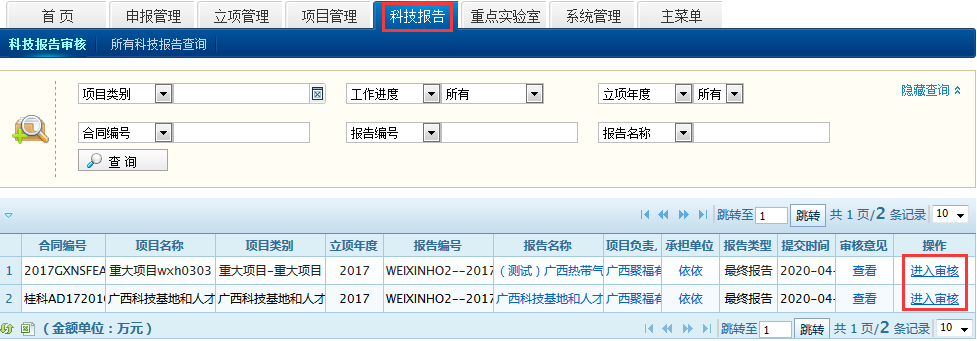 首 页 申报管理 立项管理 项目管理 科技报告 重点实验室 系统管理 主菜单
科技报告审核 所有科技报告查询
项目类别 工作进度 所有 立项年度 所有 隐藏查询
合同编号 报告编号 报告名称
查 询
跳转至 1 跳转 共 1 页/2 条记录 10
合同编号 项目名称 项目类别 立项年度 报告编号 报告名称 项目负责. 承担单位 报告类型 提交时间 审核意见 操作
1 2017GXNSFEA 重大项目wxh0303 重大项目-重大项目 2017 WEIXINHO2--2017 (测试)广西热带气 广西聚福有 依依 最终报告 2020-04- 查看 进入审核
2 桂科AD172010 广西科技基地和人才 广西科技基地和人才 2017 WEIXINHO2--2017 广西科技基地和人才 广西聚福有 依依 最终报告 2020-04- 查看 进入审核
(金额单位：万元) 跳转至 1 跳转 共 1 页/2 条记录 10